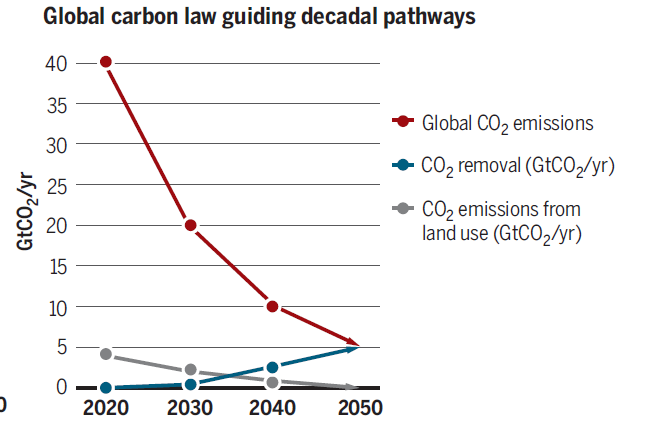 Global carbon law guiding decadal pathways
GtCO₂/yr
40
35
30
25
20
15
10
5
0
0
2020 2030 2040 2050
Global CO₂ emissions
CO₂ removal (GtCO₂/yr)
CO₂ emissions from
land use (GtCO₂/yr)